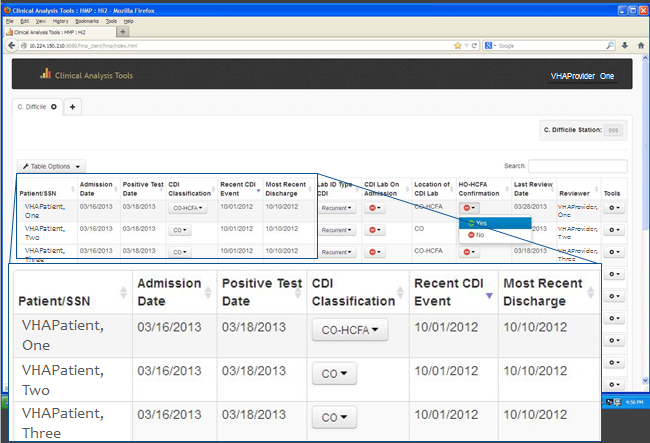 Clinical Analysis Tools : HMP : Hi2 - Mozilla Firefox
File Edit View History Bookmarks Tools Help
Clinical Analysis Tools : HMP : Hi2
10.224.150.210:8080/hmp_client/hmp/index.html
Google
Clinical Analysis Tools VHAProvider One
C. Difficile
C. Difficile Station: 999
Table Options
Search:
Patient/SSN Admission Date Positive Test Date CDI Classification Recent CDI Event Most Recent Discharge Lab ID Type CDI CDI Lab On Admission Location of CDI Lab HO-HCFA Confirmation Last Review Date Reviewer Tools
VHAPatient, One 03/16/2013 03/18/2013 CO-HCFA 10/01/2012 10/10/2012 Recurrent CO-HCFA 03/28/2013 VHAProvider, One
Yes
No
VHAPatient, Two 03/16/2013 03/18/2013 CO 10/01/2012 10/10/2012 Recurrent CO 03/18/2013 VHAProvider, Two
VHAPatient, Three 03/16/2013 03/18/2013 CO 10/01/2012 10/10/2012 Recurrent CO-HCFA 03/18/2013 VHAProvider, Three
Patient/SSN Admission Date Positive Test Date CDI Classification Recent CDI Event Most Recent Discharge
VHAPatient, One 03/16/2013 03/18/2013 CO-HCFA 10/01/2012 10/10/2012
VHAPatient, Two 03/16/2013 03/18/2013 CO 10/01/2012 10/10/2012
VHAPatient, Three 03/16/2013 03/18/2013 CO 10/01/2012 10/10/2012
4:56 PM